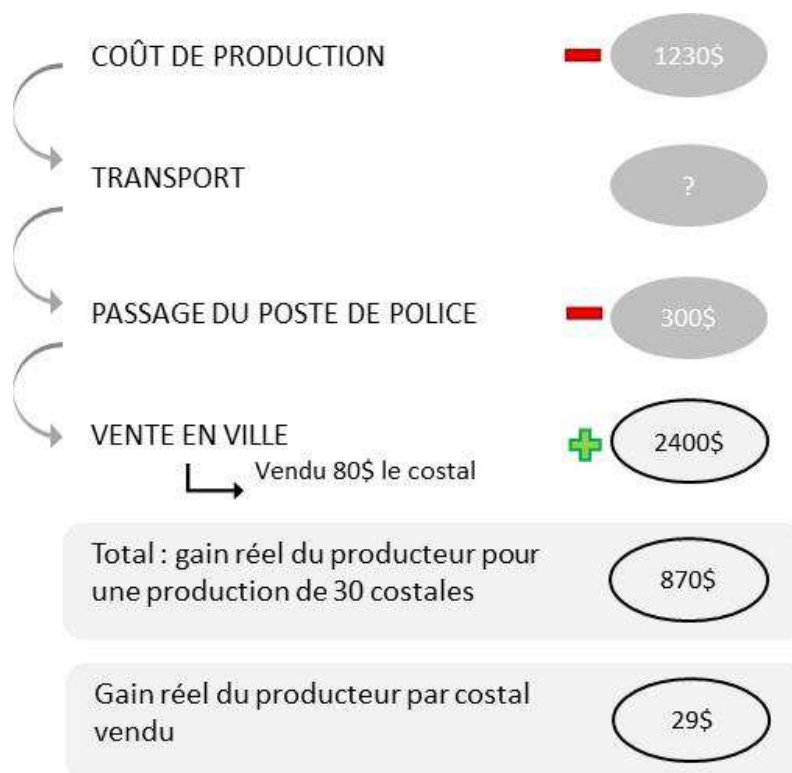 COÛT DE PRODUCTION
1230$
TRANSPORT
?
PASSAGE DU POSTE DE POLICE
300$
VENTE EN VILLE
2400$
Vendu 80$ le costal
Total : gain réel du producteur pour
une production de 30 costales
870$
Gain réel du producteur par costal
vendu
29$